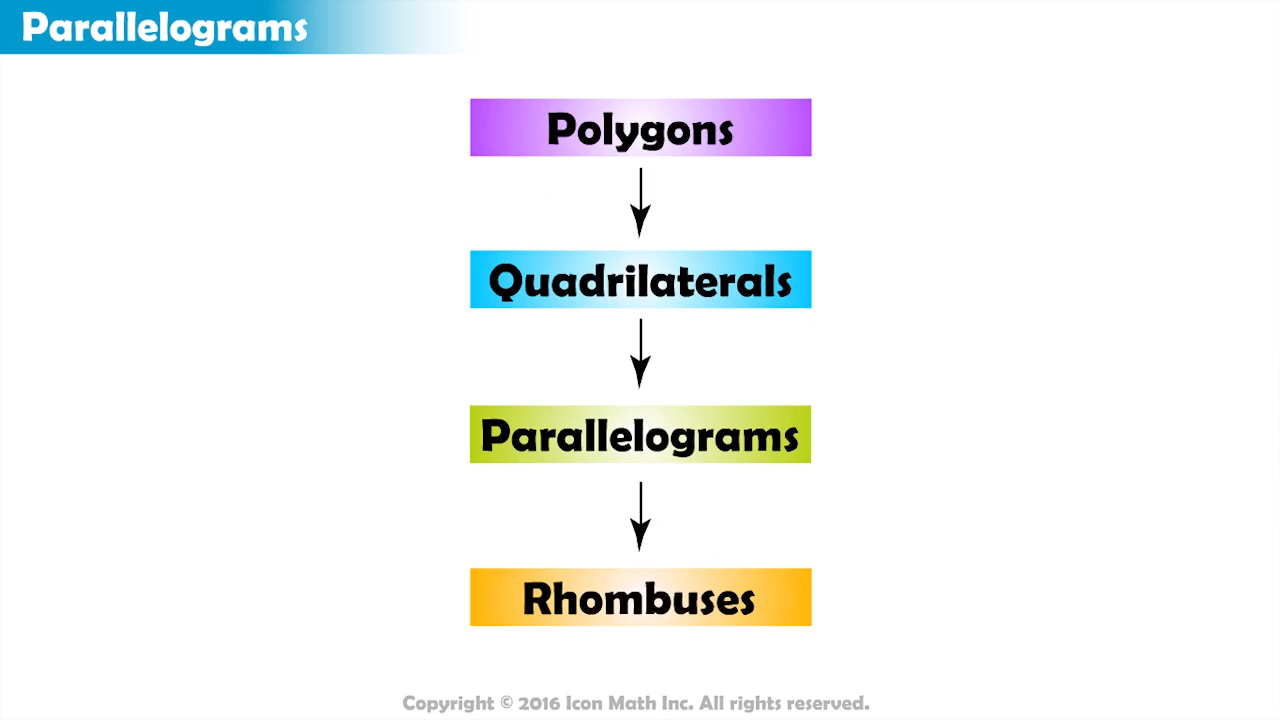 Parallelograms
Polygons
Quadrilaterals
Parallelograms
Rhombuses
Copyright © 2016 Icon Math Inc. All rights reserved.